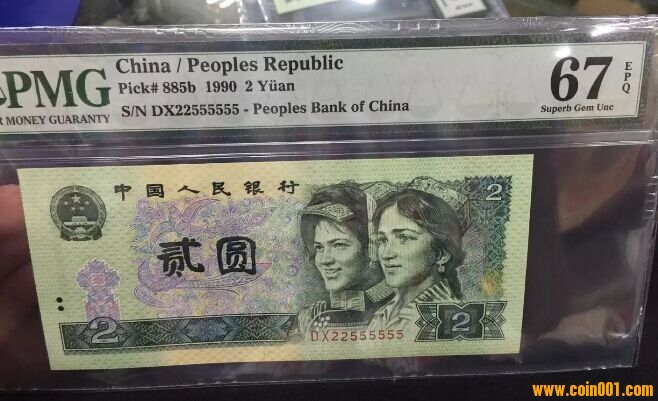 China / Peoples Republic
PMG
Pick# 885b 1990 2 Yüan
67 EPQ
MONEY GUARANTY
S/N DX22555555 - Peoples Bank of China
Superb Gem Unc
中国人民银行
2
贰圆
2
2
DX22555555
www.coin001.com